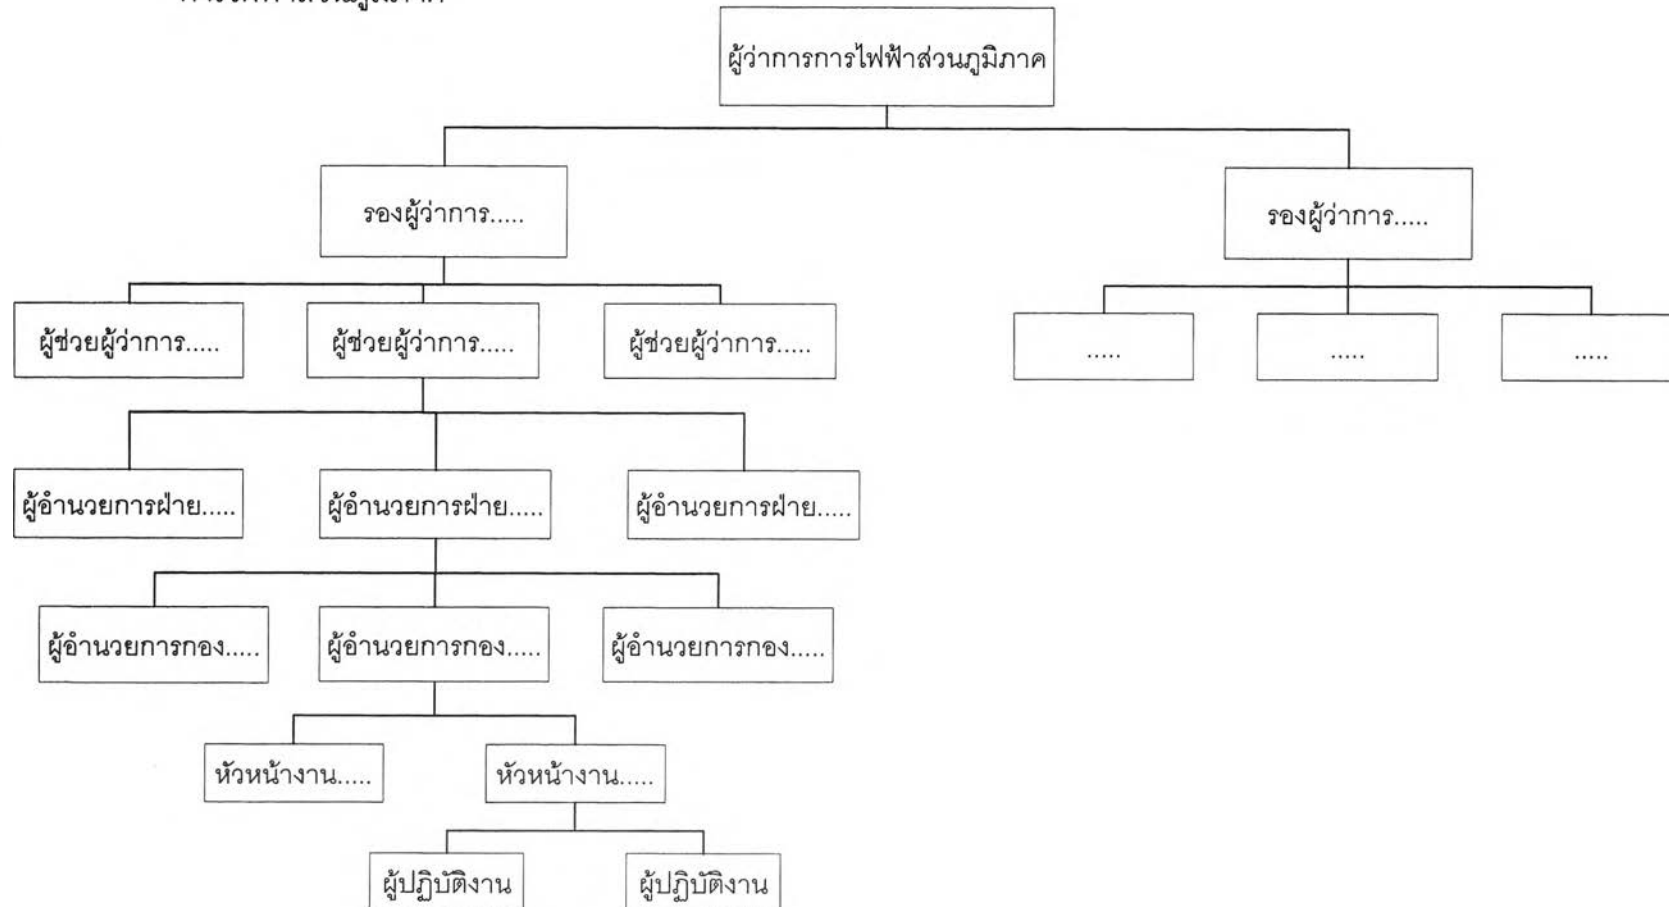 ผู้ว่าการการไฟฟ้าส่วนภูมิภาค
รองผู้ว่าการ.....
รองผู้ว่าการ.....
ผู้ช่วยผู้ว่าการ.....
ผู้ช่วยผู้ว่าการ.....
ผู้ช่วยผู้ว่าการ.....
.....
.....
.....
ผู้อำนวยการฝ่าย.....
ผู้อำนวยการฝ่าย.....
ผู้อำนวยการฝ่าย.....
ผู้อำนวยการกอง.....
ผู้อำนวยการกอง.....
ผู้อำนวยการกอง.....
หัวหน้างาน.....
หัวหน้างาน.....
ผู้ปฏิบัติงาน
ผู้ปฏิบัติงาน